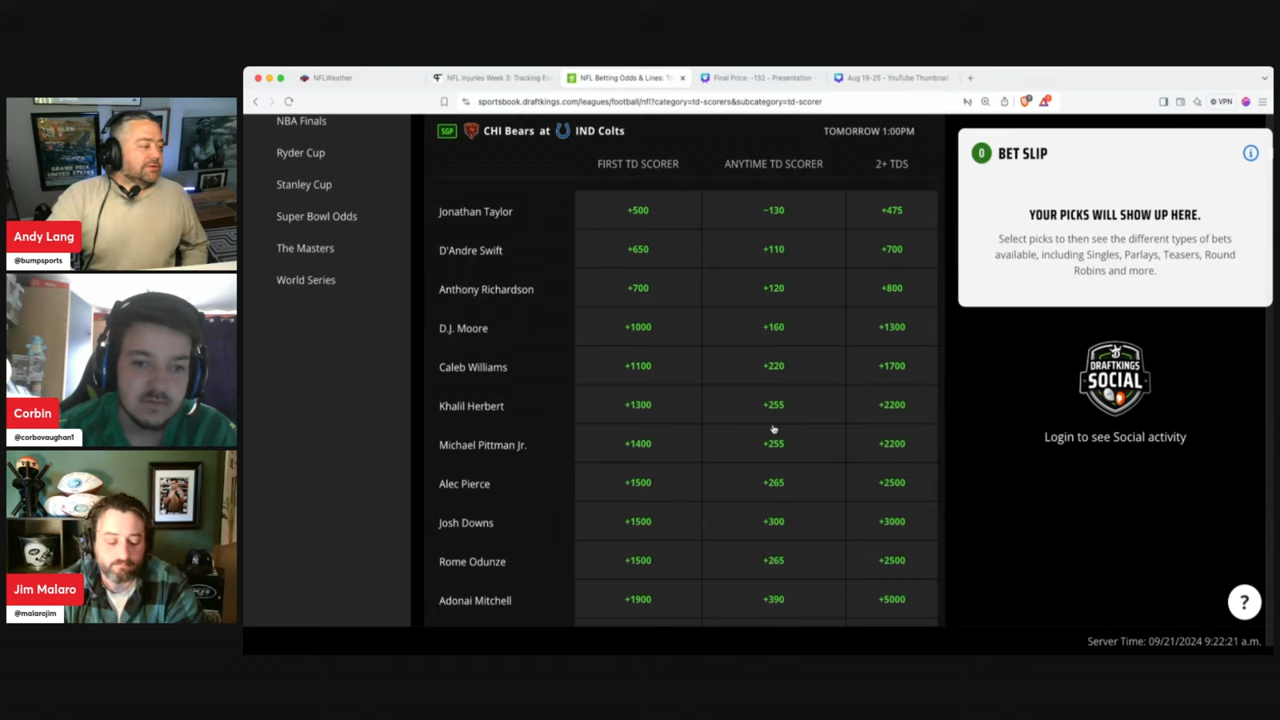 Andy Lang
@bumpsports
Corbin
@corbovaughan1
Jim Malaro
@malarojim
NFLWeather
NFL Injuries Week 3: Tracking Ev
NFL Betting Odds & Lines: To
Final Price: -132 - Presentation
Aug 19-25 - YouTube Thumbnail
sportsbook.draftkings.com/leagues/football/nfl?category=td-scorers&subcategory=td-scorer
VPN
NBA Finals
Ryder Cup
Stanley Cup
Super Bowl Odds
The Masters
World Series
SGP CHI Bears at IND Colts TOMORROW 1:00PM
FIRST TD SCORER ANYTIME TD SCORER 2+ TDS
Jonathan Taylor +500 −130 +475
D'Andre Swift +650 +110 +700
Anthony Richardson +700 +120 +800
D.J. Moore +1000 +160 +1300
Caleb Williams +1100 +220 +1700
Khalil Herbert +1300 +255 +2200
Michael Pittman Jr. +1400 +255 +2200
Alec Pierce +1500 +265 +2500
Josh Downs +1500 +300 +3000
Rome Odunze +1500 +265 +2500
Adonai Mitchell +1900 +390 +5000
0 BET SLIP
YOUR PICKS WILL SHOW UP HERE.
Select picks to then see the different types of bets
available, including Singles, Parlays, Teasers, Round
Robins and more.
DRAFTKINGS
SOCIAL
Login to see Social activity
?
Server Time: 09/21/2024 9:22:21 a.m.